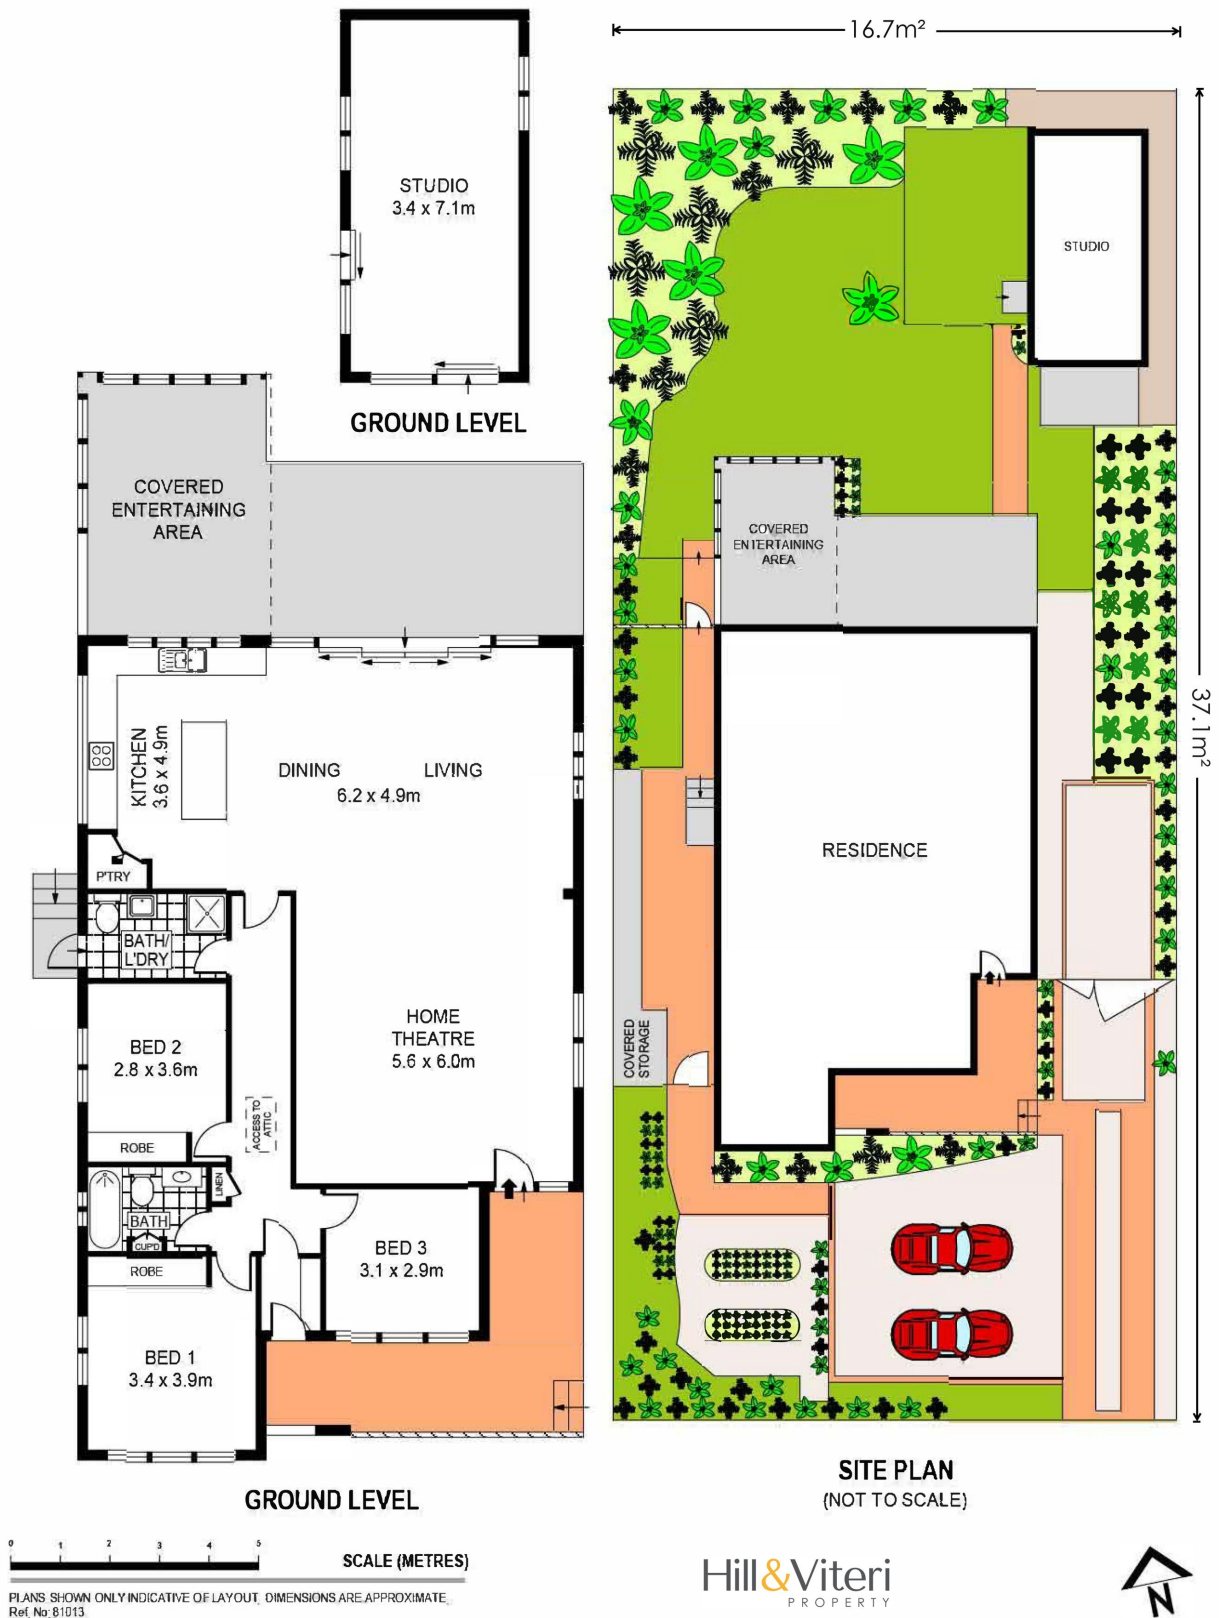 16.7m²
STUDIO
3.4 x 7.1m
GROUND LEVEL
COVERED
ENTERTAINING
AREA
KITCHEN
3.6 x 4.9m
DINING
LIVING
6.2 x 4.9m
P'TRY
BATH/
L'DRY
HOME
THEATRE
5.6 x 6.0m
BED 2
2.8 x 3.6m
ROBE
ACCESS TO
ATTIC
LINEN
BATH
CUP'D
ROBE
BED 3
3.1 x 2.9m
BED 1
3.4 x 3.9m
GROUND LEVEL
STUDIO
COVERED
ENTERTAINING
AREA
37.1m²
RESIDENCE
COVERED
STORAGE
SITE PLAN
(NOT TO SCALE)
0 1 2 3 4 5
SCALE (METRES)
PLANS SHOWN ONLY INDICATIVE OF LAYOUT. DIMENSIONS ARE APPROXIMATE.
Ref. No: 81013
Hill&Viteri
PROPERTY
N